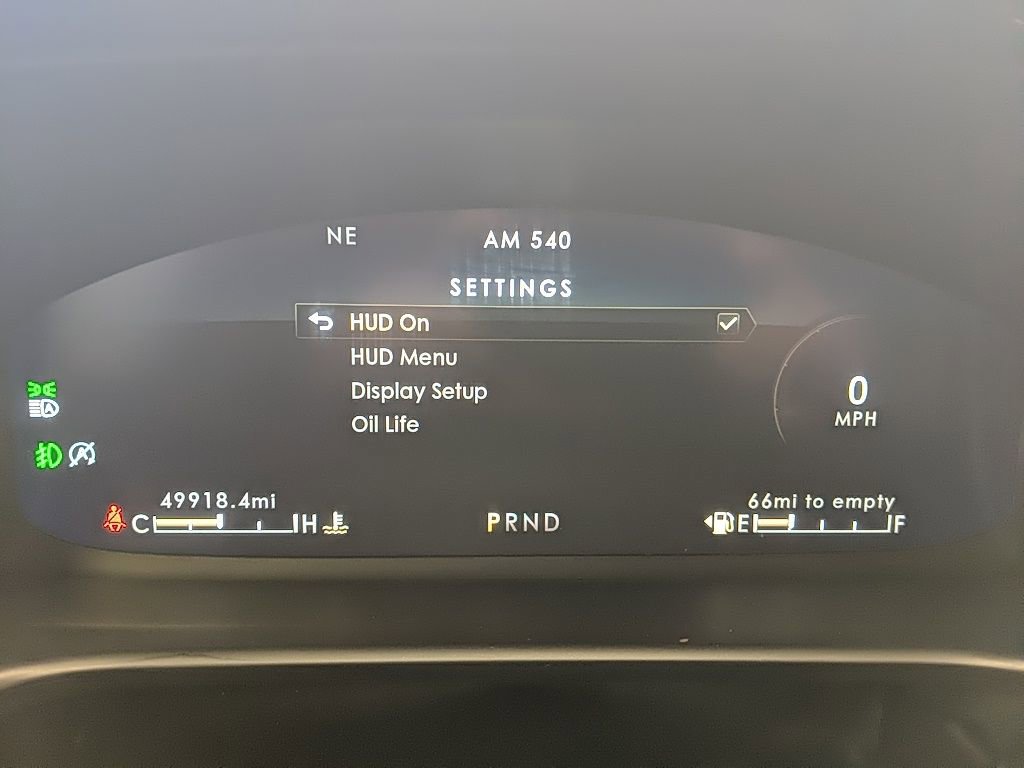 NE
AM 540
SETTINGS
HUD On
HUD Menu
Display Setup
Oil Life
0
MPH
49918.4mi
C H
PRND
66mi to empty
E F